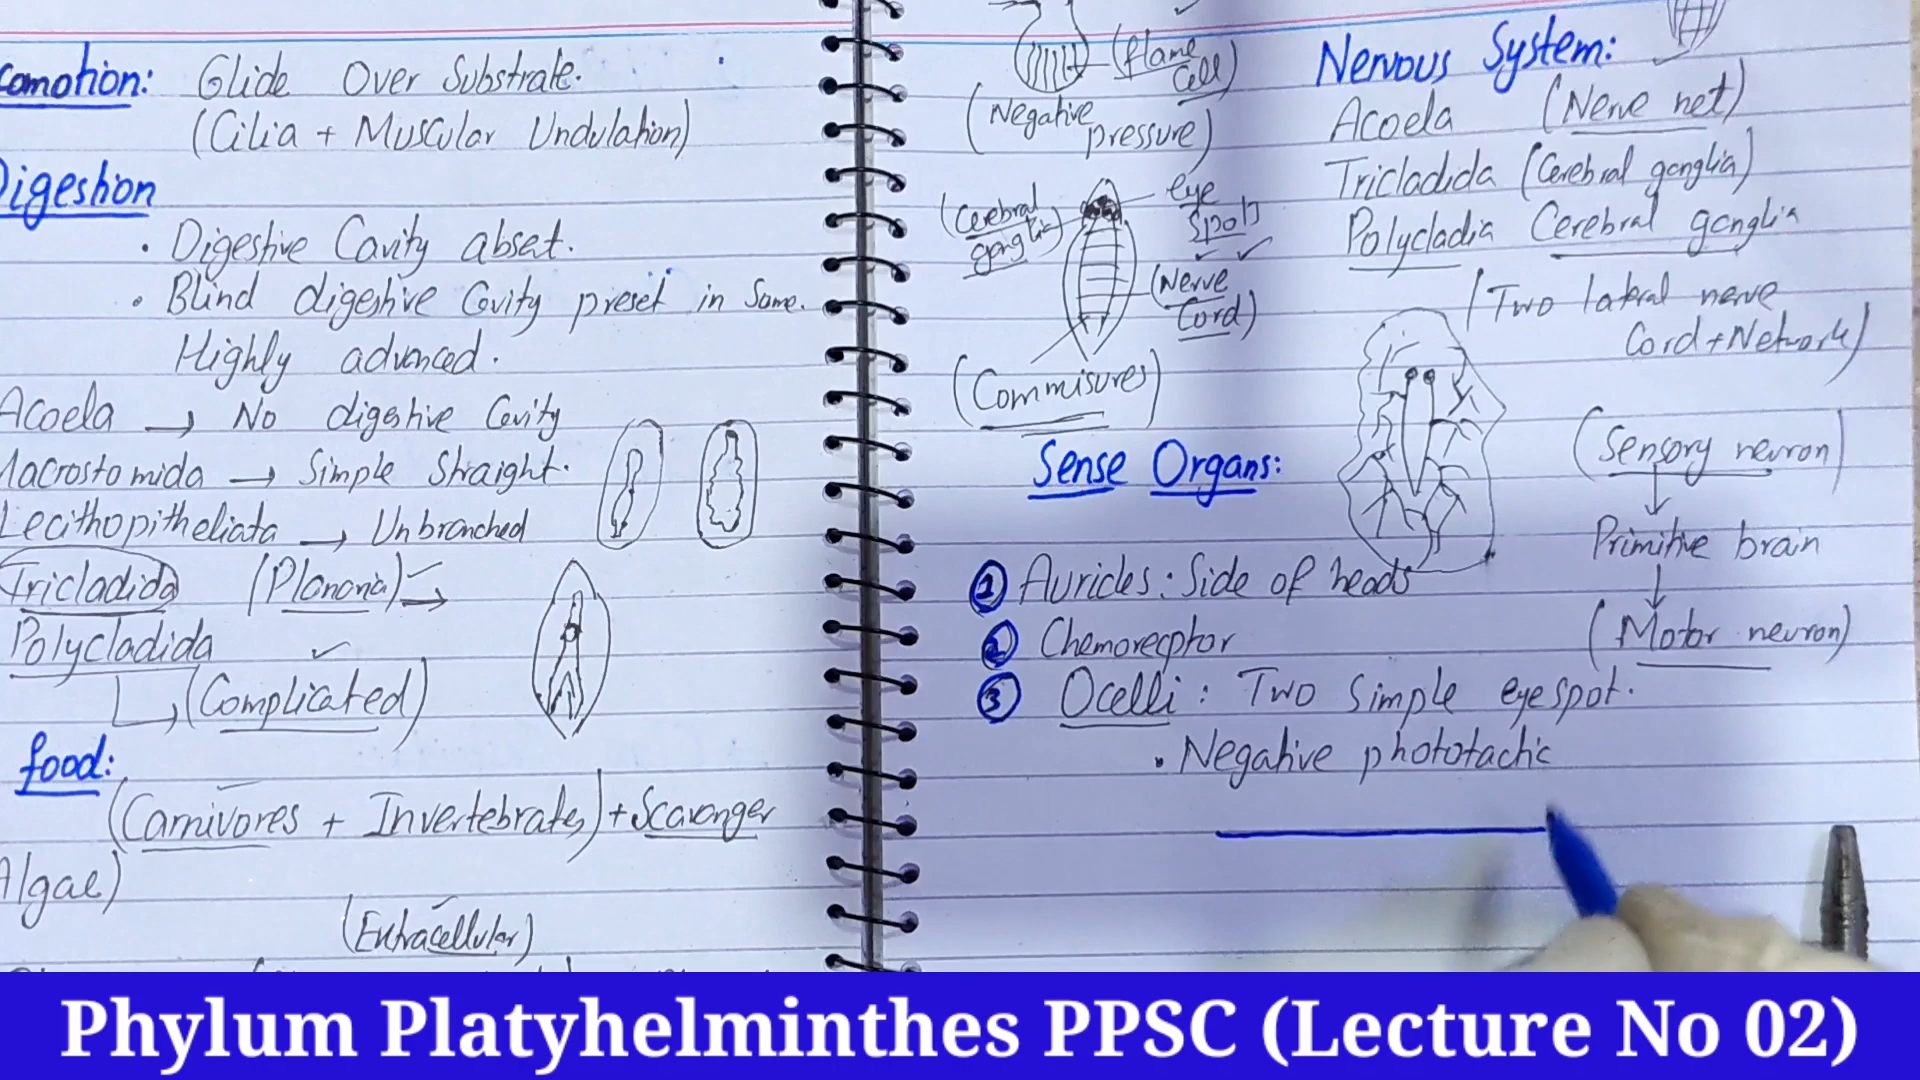 comotion: Glide Over Substrate.
(Cilia + Muscular Undulation)
Digestion
• Digestive Cavity abset.
• Blind digestive Cavity preset in Some.
Highly advanced.
Acoela → No digestive Cavity
Macrostomida → Simple Straight.
Lecithopitheliata → Unbranched
Tricladida (Planaria) →
Polycladida
(Complicated)
food:
(Carnivores + Invertebrates) + Scavanger
Algae)
(Extracellular)
(flame
Cell)
(Negative
pressure)
(Cerebral
ganglia)
eye
Spots
(Nerve
Cord)
(Commisures)
Nervous System:
Acoela (Nerve net)
Tricladida (Cerebral ganglia)
Polycladia Cerebral ganglia
(Two lateral nerve
Cord + Network)
(Sensory neuron)
Primitive brain
(Motor neuron)
Sense Organs:
1 Auricles: Side of heads
2 Chemorecptor
3 Ocelli: Two Simple eyespot.
• Negative phototactic
Phylum Platyhelminthes PPSC (Lecture No 02)